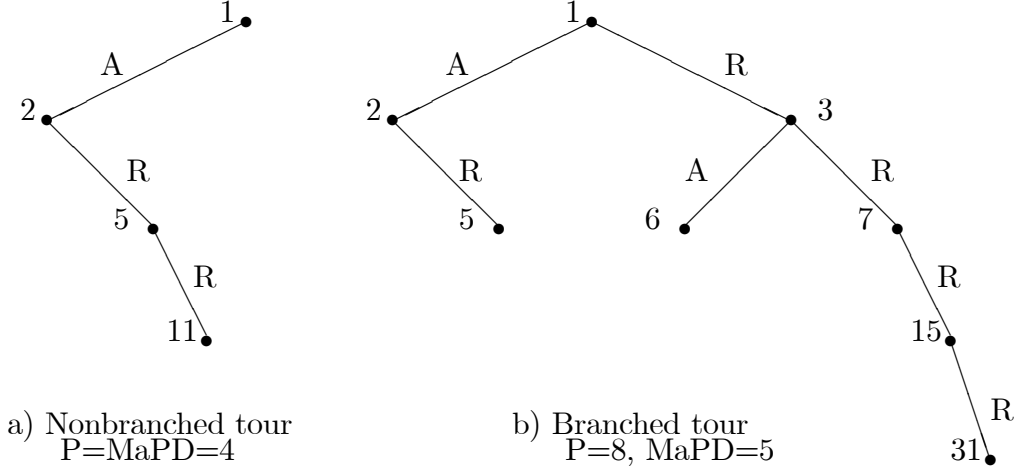 1
A
2
R
5
R
11
a) Nonbranched tour
P=MaPD=4
1
A
R
2
3
R
A
R
5
6
7
R
15
R
31
b) Branched tour
P=8, MaPD=5